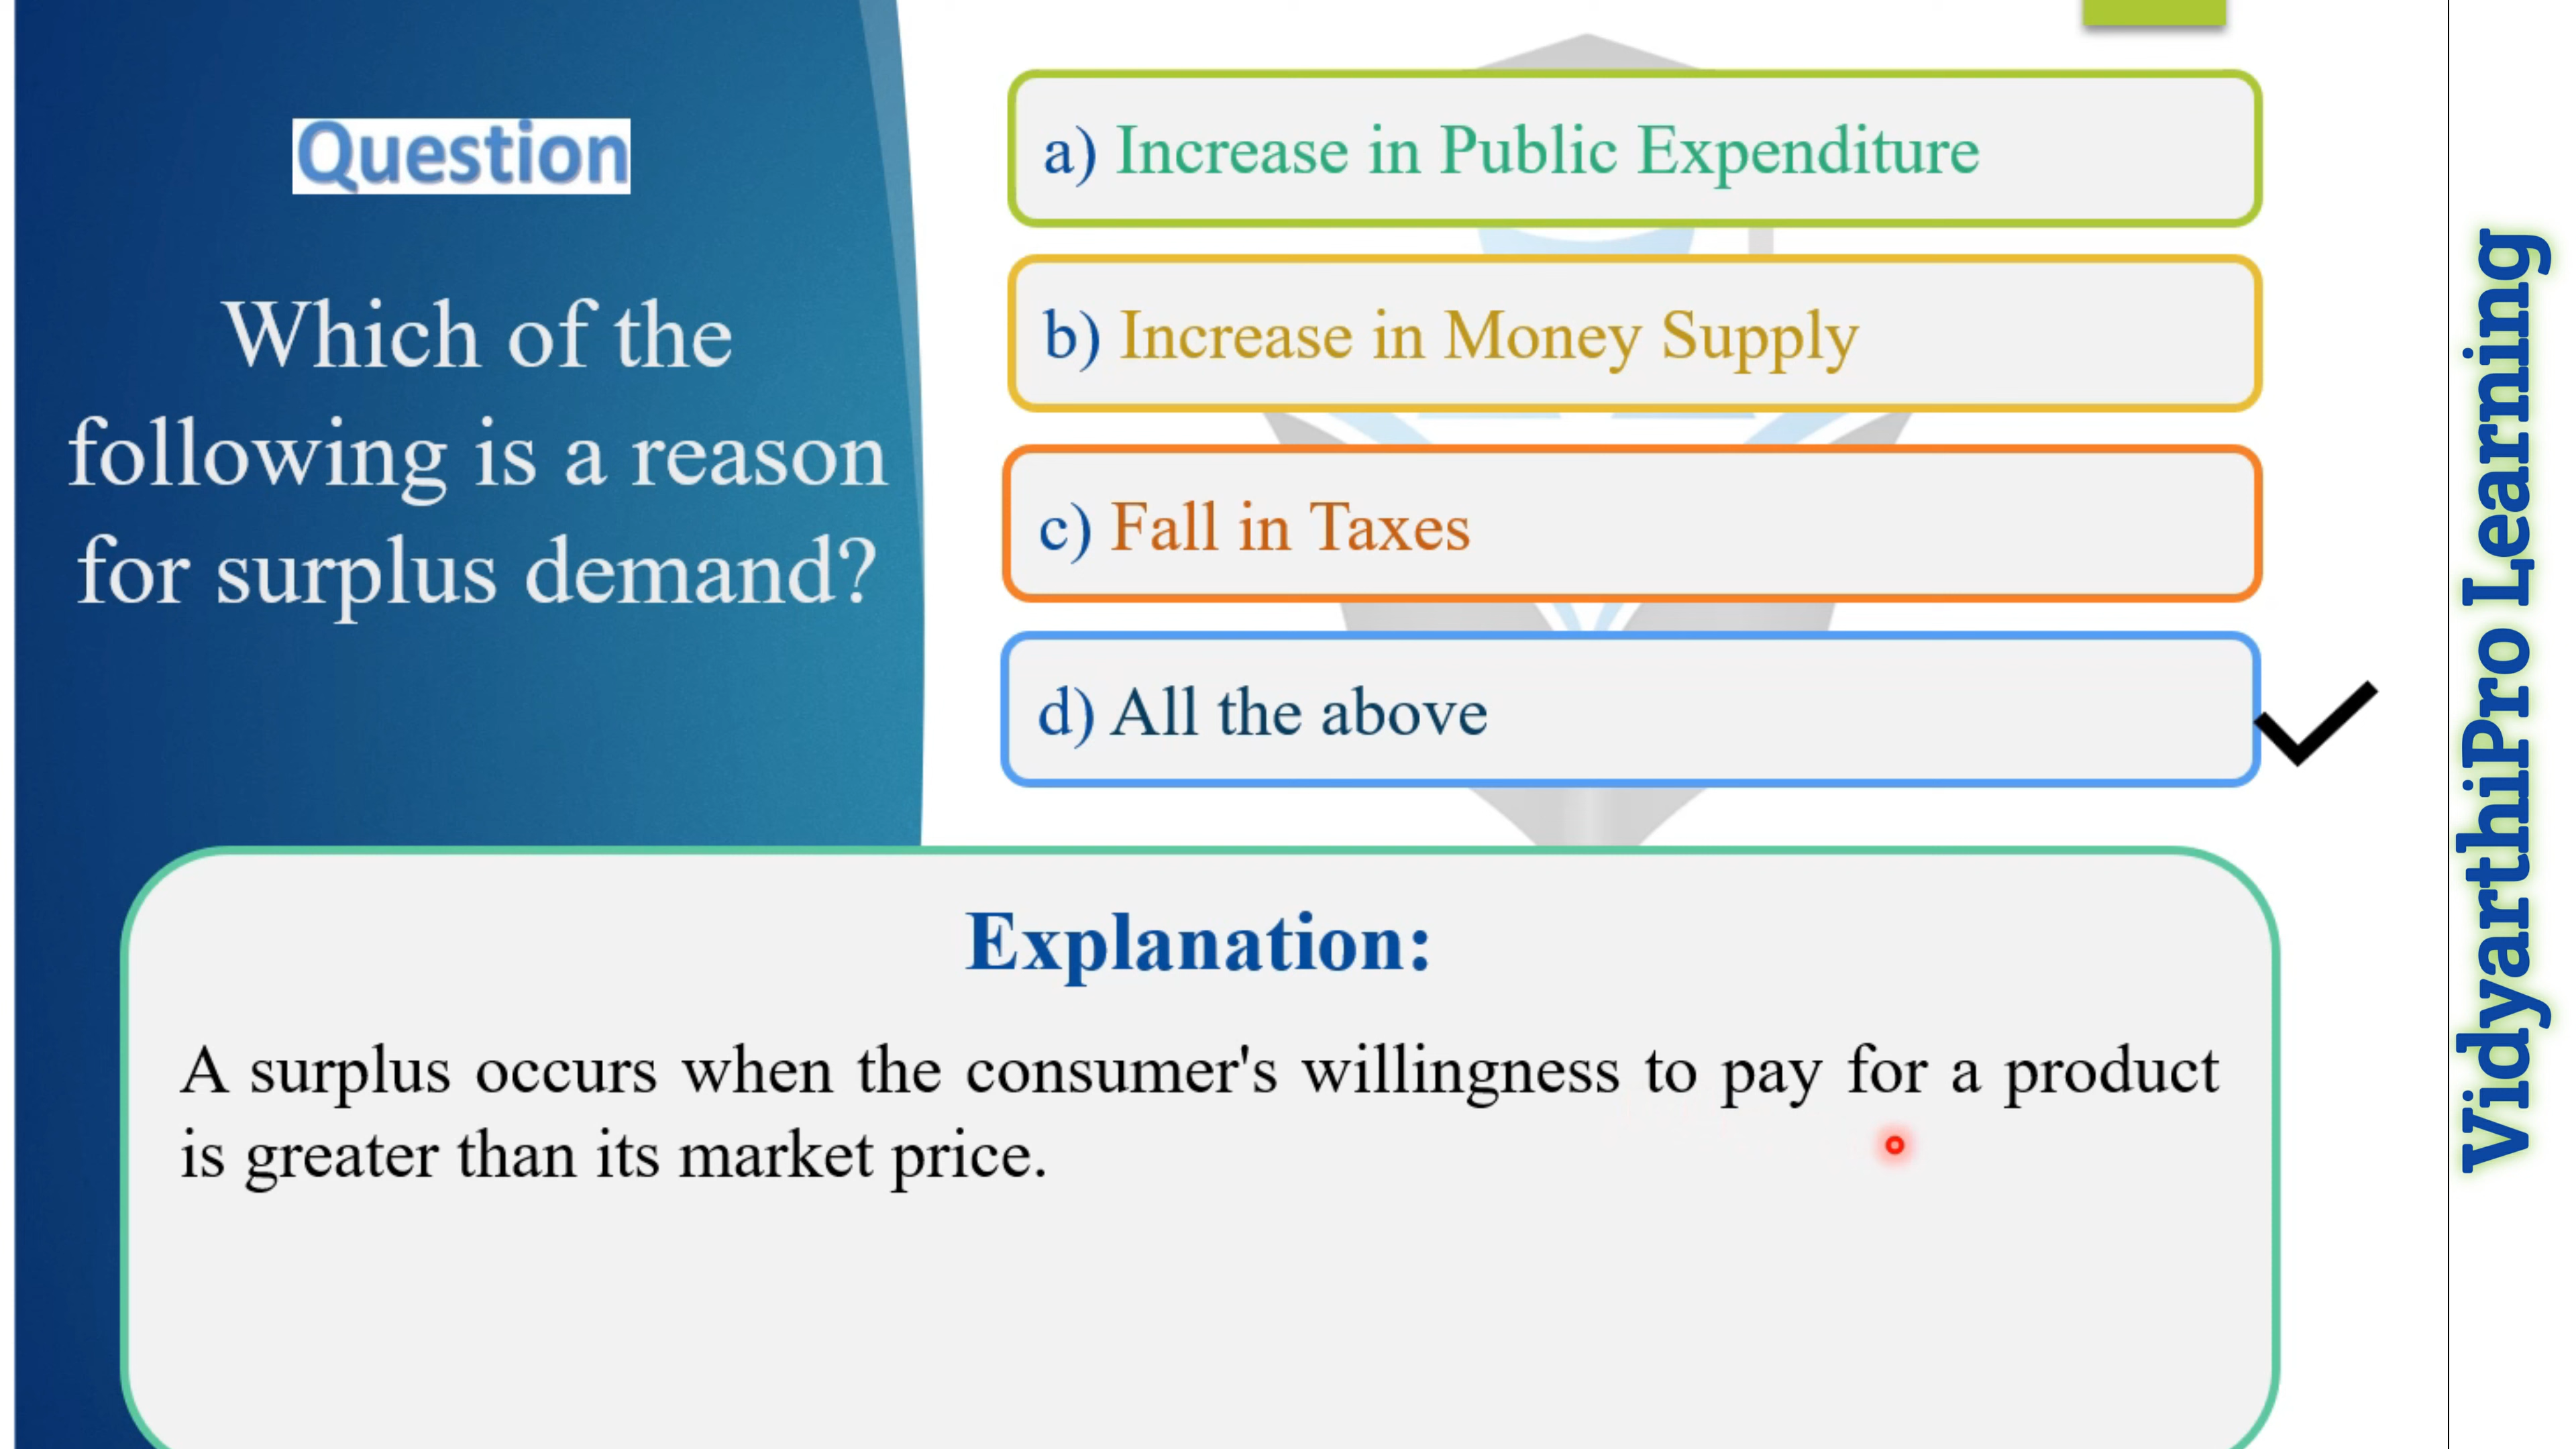 Question
Which of the
following is a reason
for surplus demand?
a) Increase in Public Expenditure
b) Increase in Money Supply
c) Fall in Taxes
d) All the above
Explanation:
A surplus occurs when the consumer's willingness to pay for a product
is greater than its market price.
VidyarthiPro Learning